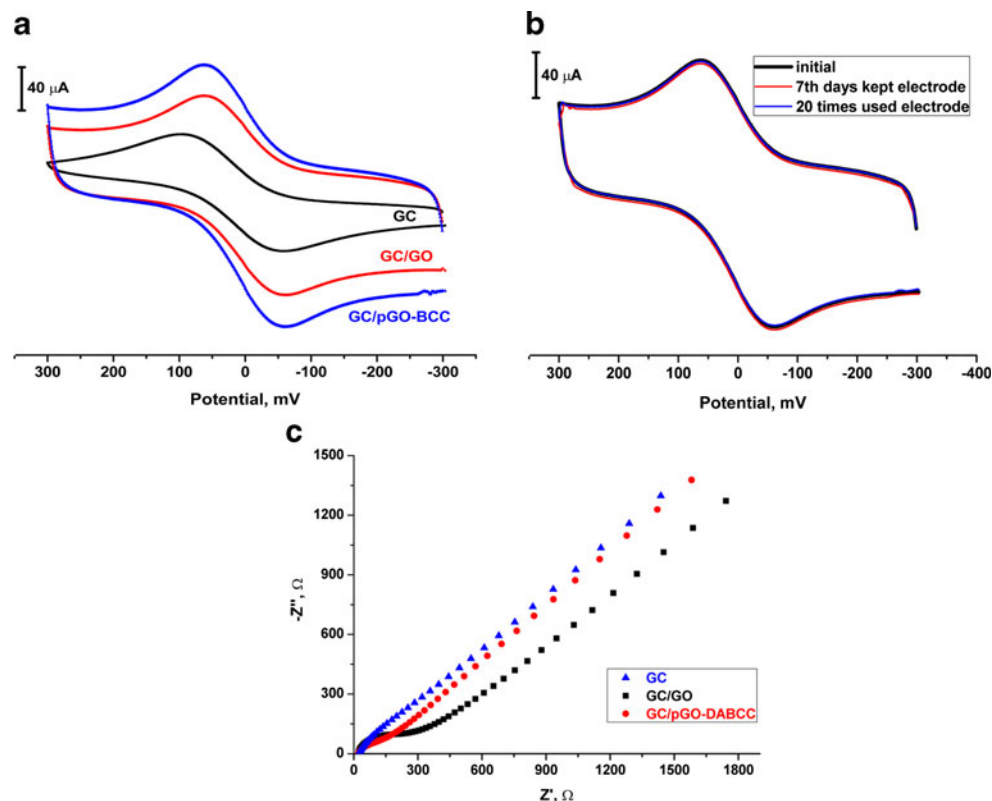 a
40 µA
GC
GC/GO
GC/pGO-BCC
300 200 100 0 -100 -200 -300
Potential, mV
b
40 µA
initial
7th days kept electrode
20 times used electrode
300 200 100 0 -100 -200 -300 -400
Potential, mV
c
1500
1200
900
600
300
0
-Z'', Ω
GC
GC/GO
GC/pGO-DABCC
0 300 600 900 1200 1500 1800
Z', Ω